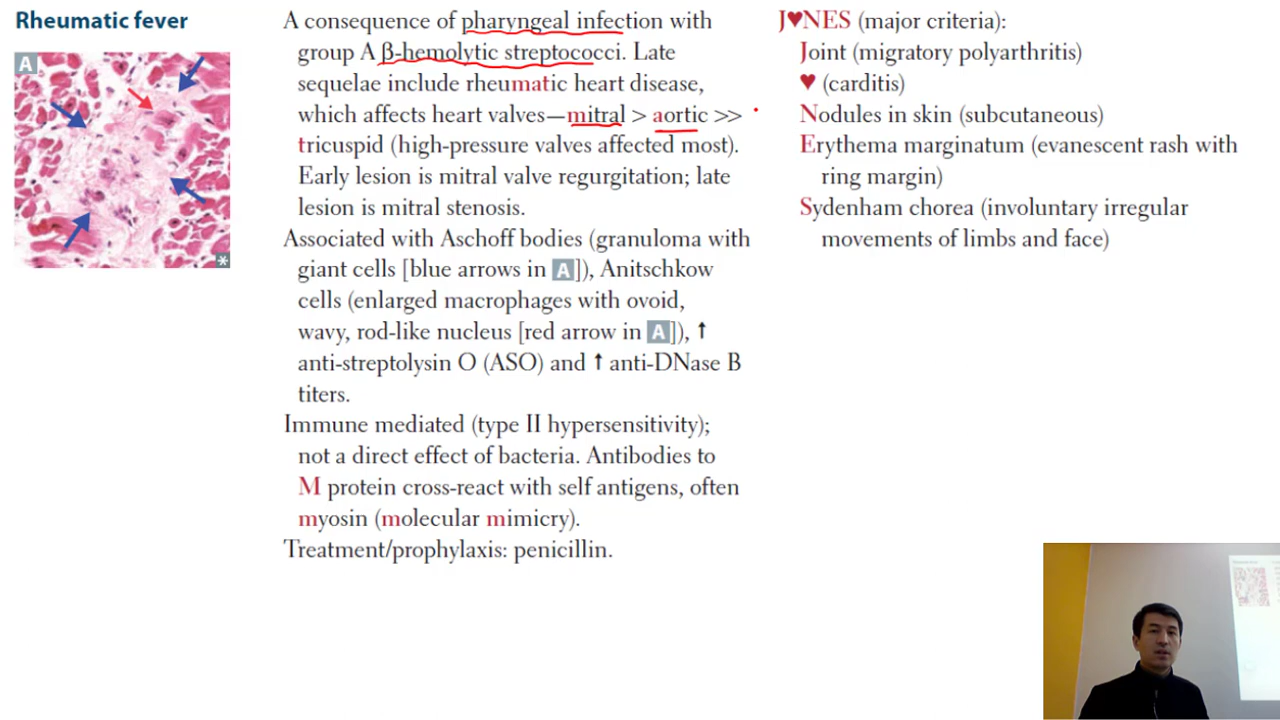 Rheumatic fever
A
*
A consequence of pharyngeal infection with
group A β-hemolytic streptococci. Late
sequelae include rheumatic heart disease,
which affects heart valves—mitral > aortic >>
tricuspid (high-pressure valves affected most).
Early lesion is mitral valve regurgitation; late
lesion is mitral stenosis.
Associated with Aschoff bodies (granuloma with
giant cells [blue arrows in A]), Anitschkow
cells (enlarged macrophages with ovoid,
wavy, rod-like nucleus [red arrow in A]), ↑
anti-streptolysin O (ASO) and ↑ anti-DNase B
titers.
Immune mediated (type II hypersensitivity);
not a direct effect of bacteria. Antibodies to
M protein cross-react with self antigens, often
myosin (molecular mimicry).
Treatment/prophylaxis: penicillin.
J♥NES (major criteria):
Joint (migratory polyarthritis)
♥ (carditis)
Nodules in skin (subcutaneous)
Erythema marginatum (evanescent rash with
ring margin)
Sydenham chorea (involuntary irregular
movements of limbs and face)